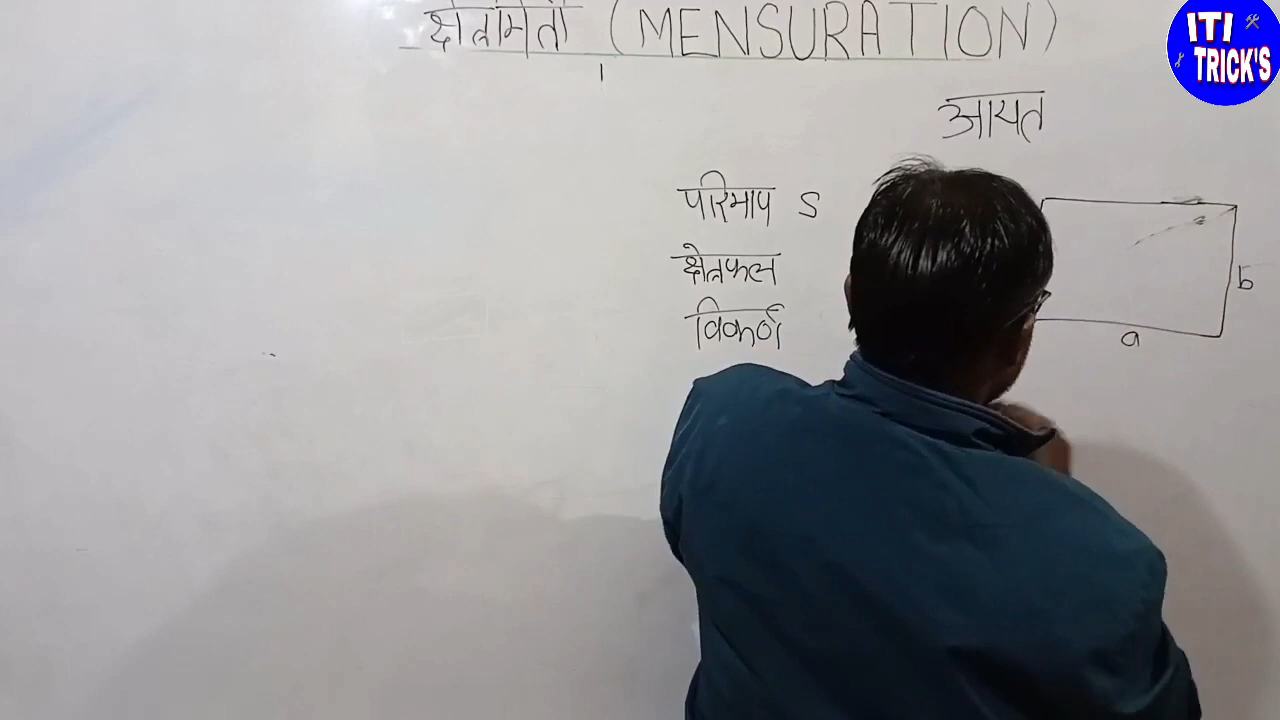 क्षेत्रमिती (MENSURATION)
ITI
TRICK'S
आयत
परिमाप S
क्षेत्रफल
विकर्ण
b
a